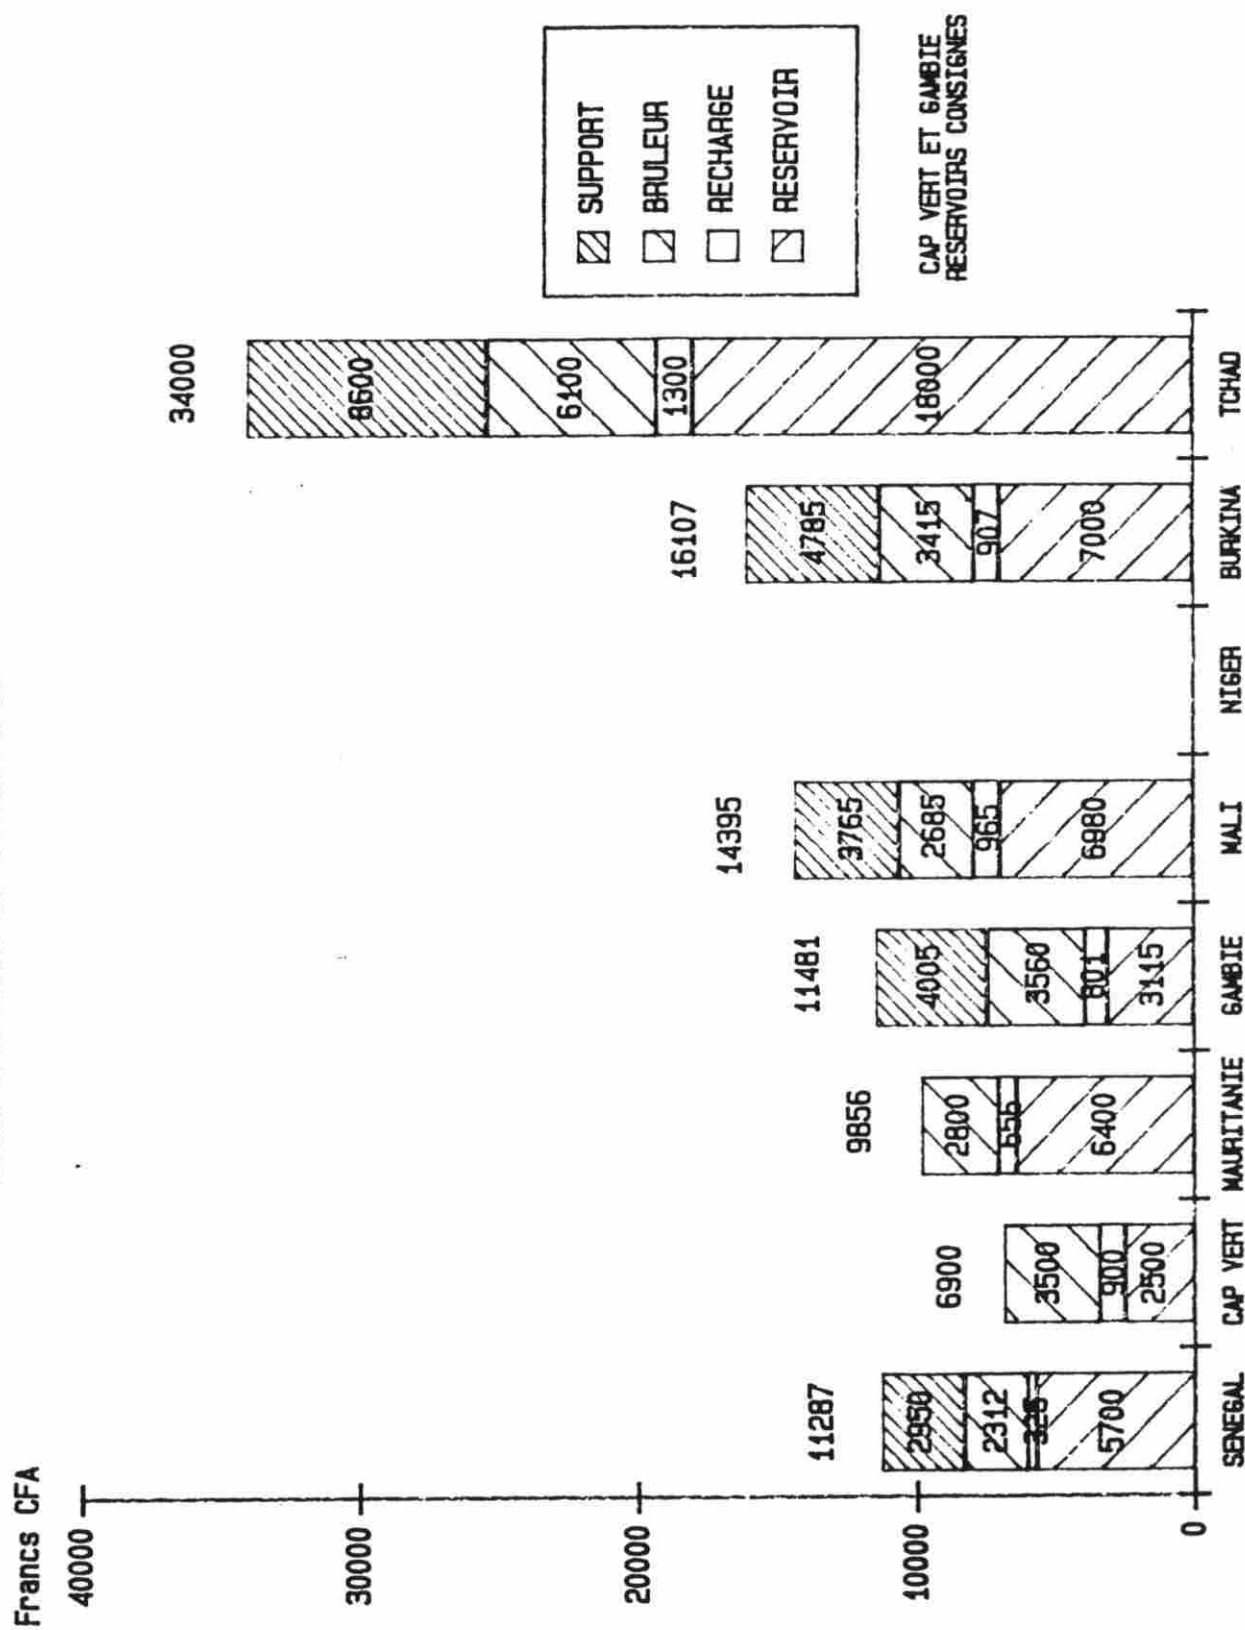 Francs CFA
40000
30000
20000
10000
0
11287
2950
2312
325
5700
SENEGAL
6900
3500
900
2500
CAP VERT
9856
2800
656
6400
MAURITANIE
11481
4005
3560
801
3115
GAMBIE
14395
3765
2685
965
6980
MALI
NIGER
16107
4785
3415
907
7000
BURKINA
34000
8600
6100
1300
18000
TCHAD
SUPPORT
BRULEUR
RECHARGE
RESERVOIR
CAP VERT ET GAMBIE
RESERVOIRS CONSIGNES